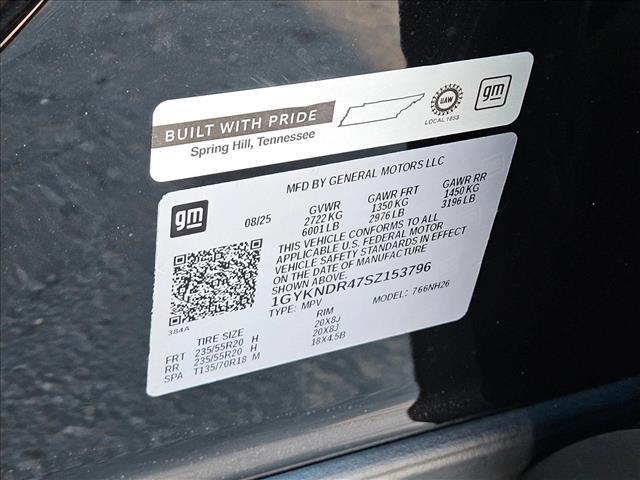 BUILT WITH PRIDE
Spring Hill, Tennessee
UAW
LOCAL 1853
gm
MFD BY GENERAL MOTORS LLC
gm
08/25
GVWR GAWR FRT GAWR RR
2722 KG 1350 KG 1450 KG
6001 LB 2976 LB 3196 LB
THIS VEHICLE CONFORMS TO ALL
APPLICABLE U.S. FEDERAL MOTOR
VEHICLE SAFETY STANDARDS IN EFFECT
ON THE DATE OF MANUFACTURE
SHOWN ABOVE.
1GYKNDR47SZ153796
TYPE: MPV MODEL: 766NH26
384A
TIRE SIZE RIM
FRT 235/55R20 H 20X8J
RR 235/55R20 H 20X8J
SPA T135/70R18 M 18X4.5B